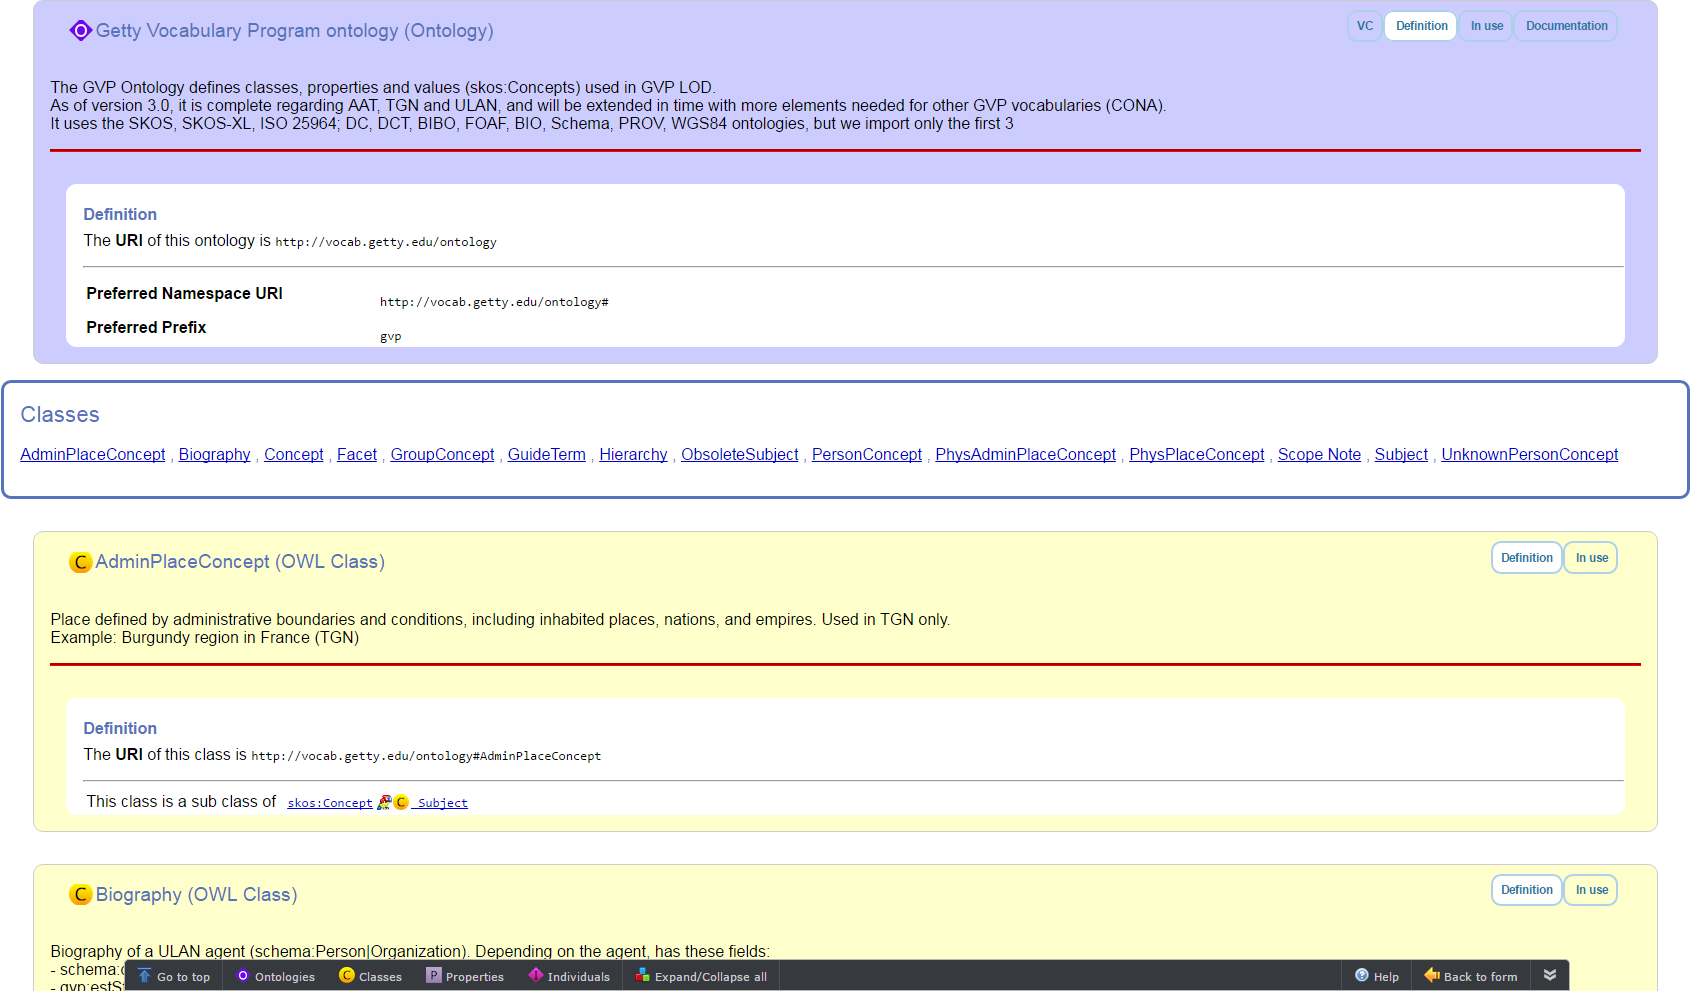 Getty Vocabulary Program ontology (Ontology)
VC Definition In use Documentation
The GVP Ontology defines classes, properties and values (skos:Concepts) used in GVP LOD.
As of version 3.0, it is complete regarding AAT, TGN and ULAN, and will be extended in time with more elements needed for other GVP vocabularies (CONA).
It uses the SKOS, SKOS-XL, ISO 25964; DC, DCT, BIBO, FOAF, BIO, Schema, PROV, WGS84 ontologies, but we import only the first 3
Definition
The URI of this ontology is http://vocab.getty.edu/ontology
Preferred Namespace URI
http://vocab.getty.edu/ontology#
Preferred Prefix
gvp
Classes
AdminPlaceConcept , Biography , Concept , Facet , GroupConcept , GuideTerm , Hierarchy , ObsoleteSubject , PersonConcept , PhysAdminPlaceConcept , PhysPlaceConcept , Scope Note , Subject , UnknownPersonConcept
C AdminPlaceConcept (OWL Class)
Definition In use
Place defined by administrative boundaries and conditions, including inhabited places, nations, and empires. Used in TGN only.
Example: Burgundy region in France (TGN)
Definition
The URI of this class is http://vocab.getty.edu/ontology#AdminPlaceConcept
This class is a sub class of skos:Concept C Subject
C Biography (OWL Class)
Definition In use
Biography of a ULAN agent (schema:Person|Organization). Depending on the agent, has these fields:
- schema:
- gvp:estSt
Go to top Ontologies C Classes P Properties I Individuals Expand/Collapse all Help Back to form